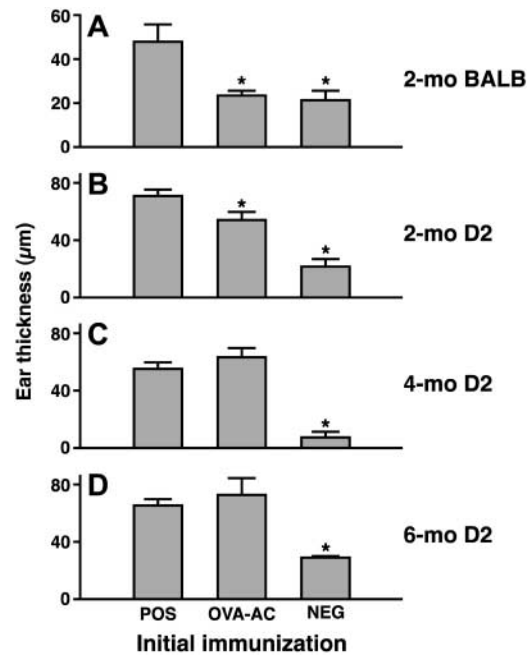 A
60
40
20
0
*
*
2-mo BALB
B
80
40
0
*
*
2-mo D2
C
80
40
0
*
4-mo D2
D
80
40
0
*
6-mo D2
Ear thickness (µm)
POS OVA-AC NEG
Initial immunization